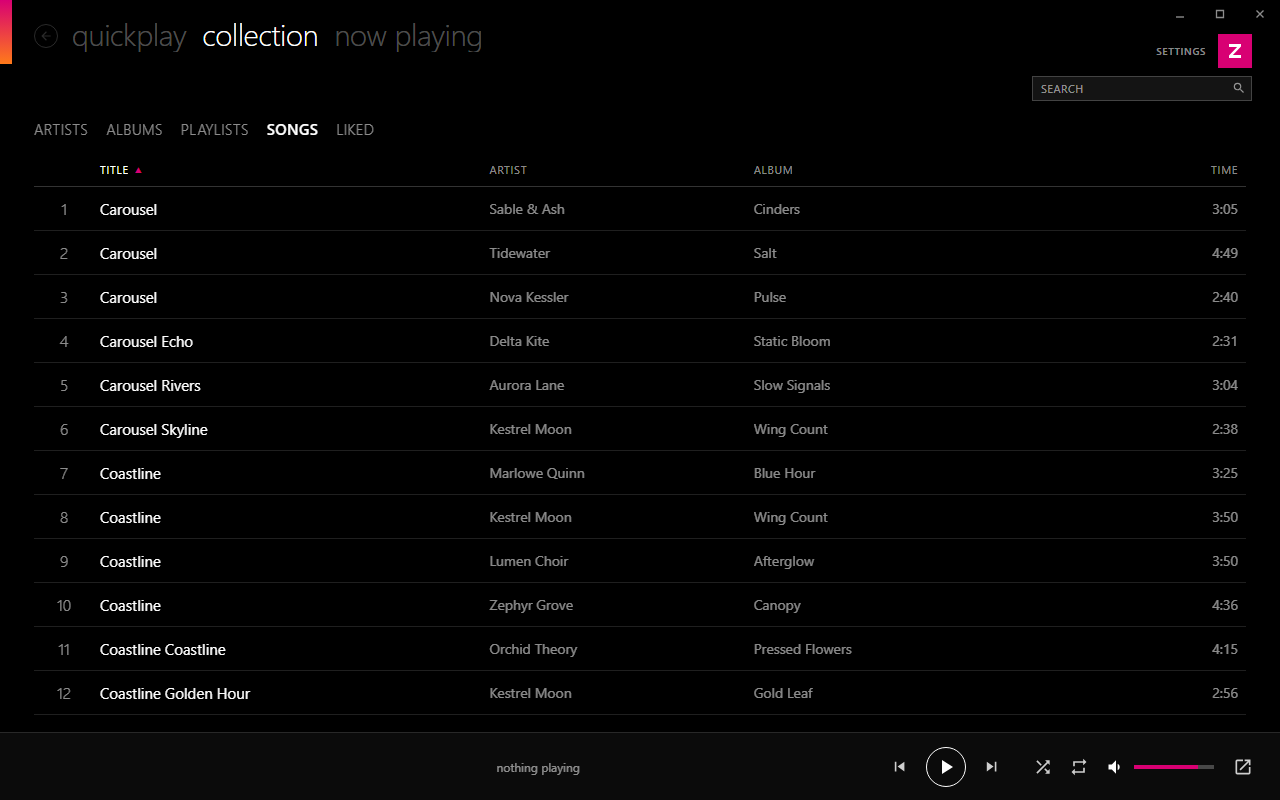 quickplay collection now playing
SETTINGS Z
SEARCH
ARTISTS ALBUMS PLAYLISTS SONGS LIKED
TITLE ARTIST ALBUM TIME
1 Carousel Sable & Ash Cinders 3:05
2 Carousel Tidewater Salt 4:49
3 Carousel Nova Kessler Pulse 2:40
4 Carousel Echo Delta Kite Static Bloom 2:31
5 Carousel Rivers Aurora Lane Slow Signals 3:04
6 Carousel Skyline Kestrel Moon Wing Count 2:38
7 Coastline Marlowe Quinn Blue Hour 3:25
8 Coastline Kestrel Moon Wing Count 3:50
9 Coastline Lumen Choir Afterglow 3:50
10 Coastline Zephyr Grove Canopy 4:36
11 Coastline Coastline Orchid Theory Pressed Flowers 4:15
12 Coastline Golden Hour Kestrel Moon Gold Leaf 2:56
nothing playing